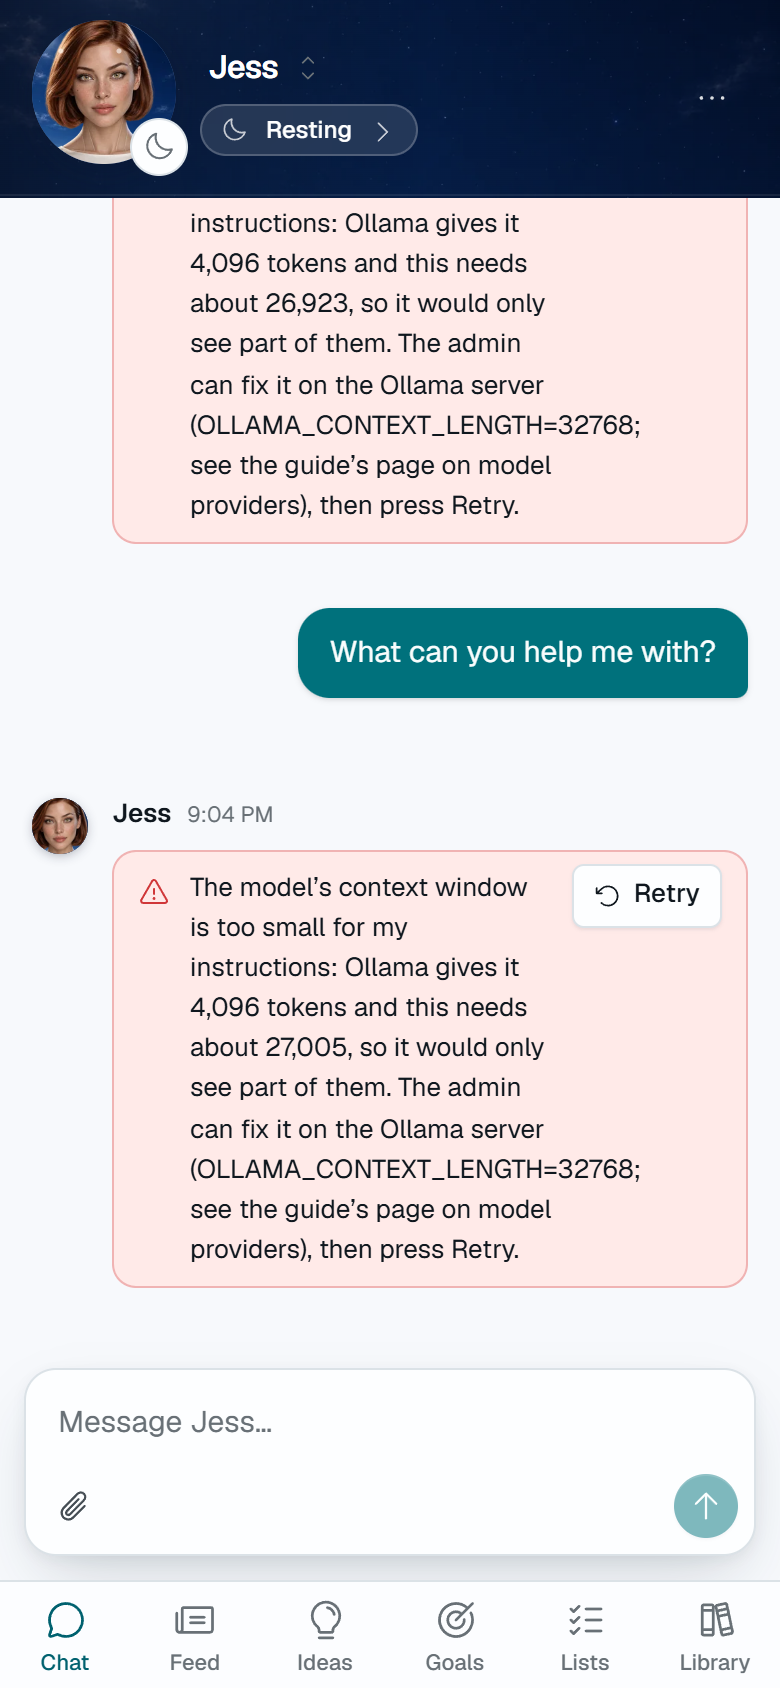 Jess
Resting
instructions: Ollama gives it
4,096 tokens and this needs
about 26,923, so it would only
see part of them. The admin
can fix it on the Ollama server
(OLLAMA_CONTEXT_LENGTH=32768;
see the guide’s page on model
providers), then press Retry.
What can you help me with?
Jess 9:04 PM
The model’s context window
is too small for my
instructions: Ollama gives it
4,096 tokens and this needs
about 27,005, so it would only
see part of them. The admin
can fix it on the Ollama server
(OLLAMA_CONTEXT_LENGTH=32768;
see the guide’s page on model
providers), then press Retry.
Retry
Message Jess…
Chat
Feed
Ideas
Goals
Lists
Library